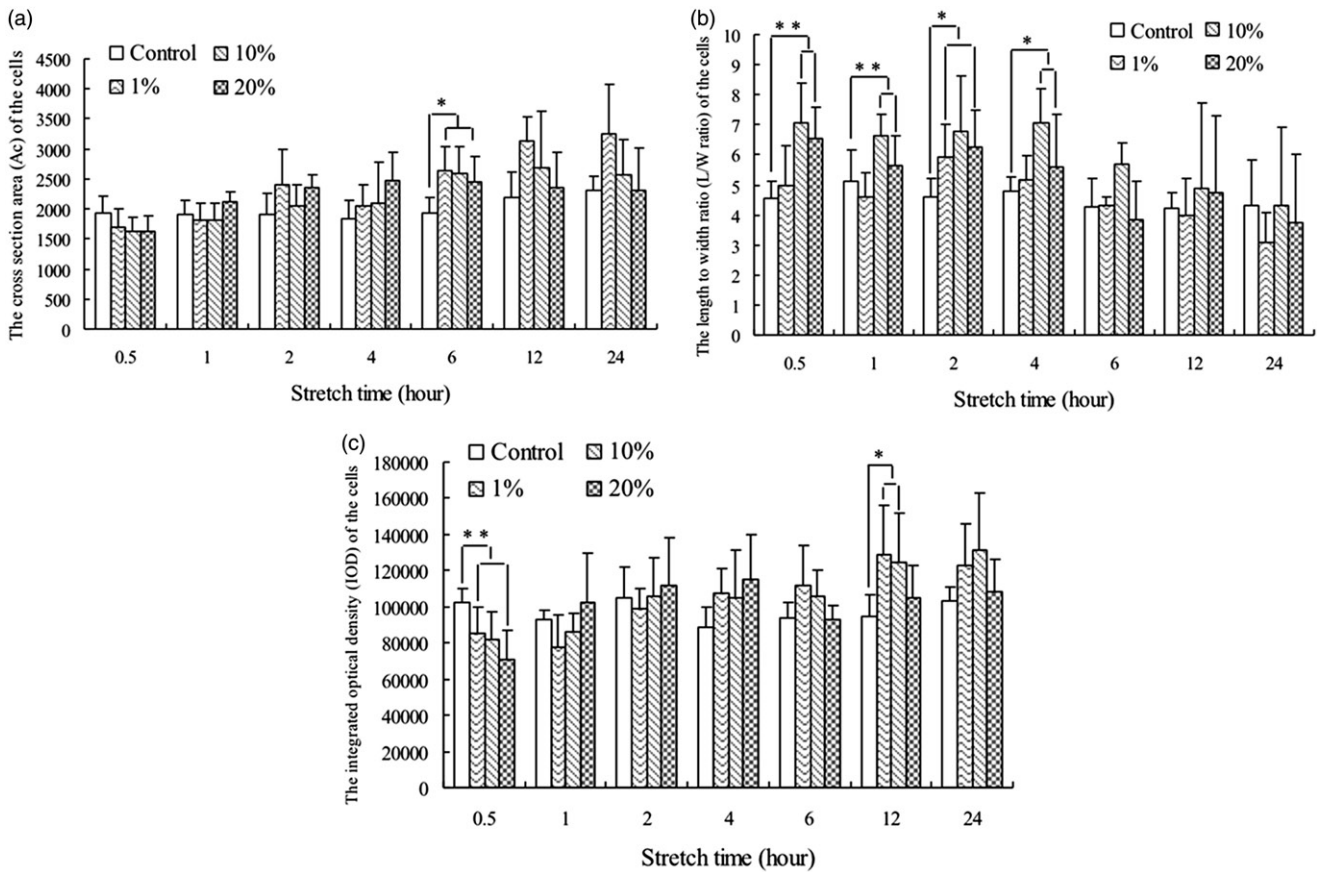 (a)
The cross section area (Ac) of the cells
Control 10%
1% 20%
4500
4000
3500
3000
2500
2000
1500
1000
500
0
*
0.5 1 2 4 6 12 24
Stretch time (hour)
(b)
The length to width ratio (L/W ratio) of the cells
Control 10%
1% 20%
10
9
8
7
6
5
4
3
2
1
0
** ** * *
0.5 1 2 4 6 12 24
Stretch time (hour)
(c)
The integrated optical density (IOD) of the cells
Control 10%
1% 20%
180000
160000
140000
120000
100000
80000
60000
40000
20000
0
** *
0.5 1 2 4 6 12 24
Stretch time (hour)